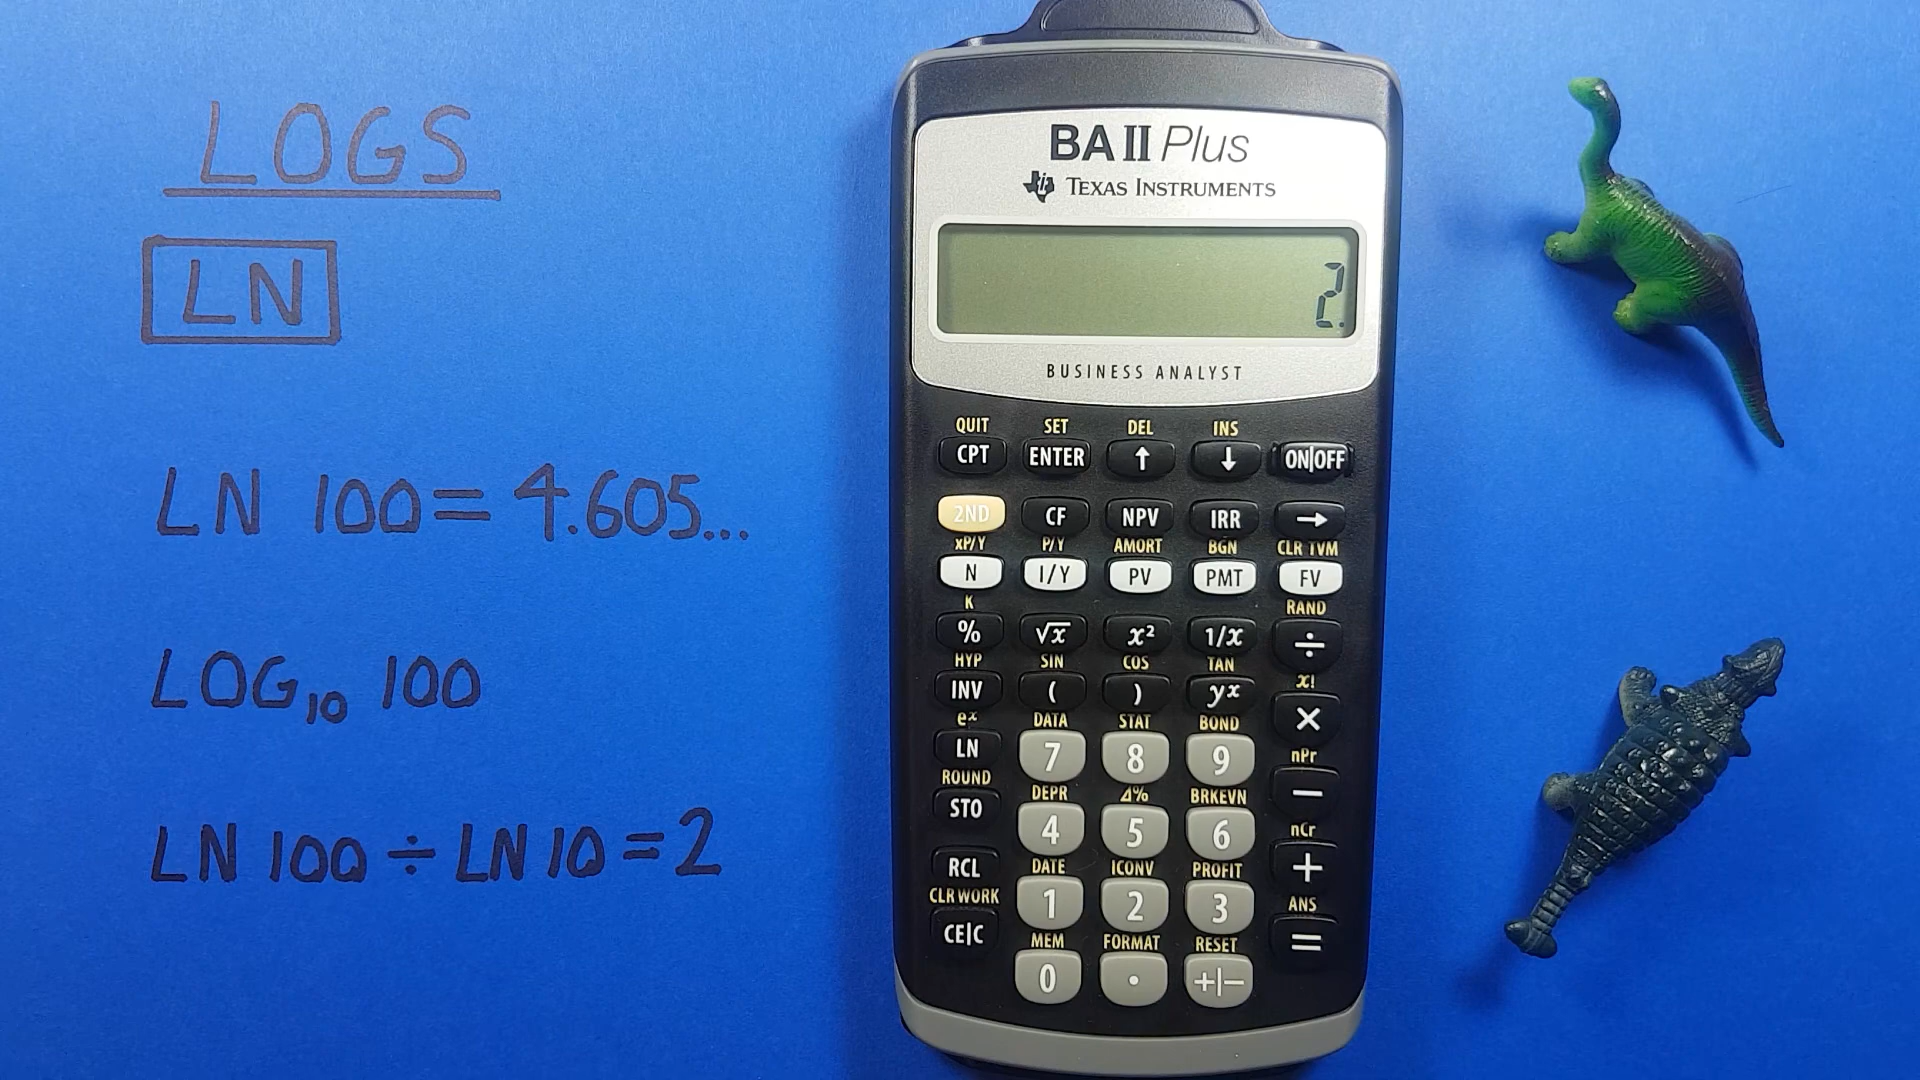 LOGS
LN
LN 100 = 4.605...
LOG₁₀ 100
LN 100 ÷ LN 10 = 2
BA II Plus
TEXAS INSTRUMENTS
2.
BUSINESS ANALYST
QUIT SET DEL INS
CPT ENTER ↑ ↓ ON|OFF
2ND CF NPV IRR →
xP/Y P/Y AMORT BGN CLR TVM
N I/Y PV PMT FV
K RAND
% √x x² 1/x ÷
HYP SIN COS TAN x!
INV ( ) yˣ ×
eˣ DATA STAT BOND nPr
LN 7 8 9 −
ROUND DEPR Δ% BRKEVN nCr
STO 4 5 6 +
DATE ICONV PROFIT ANS
RCL 1 2 3 =
CLR WORK MEM FORMAT RESET
CE|C 0 . +|−